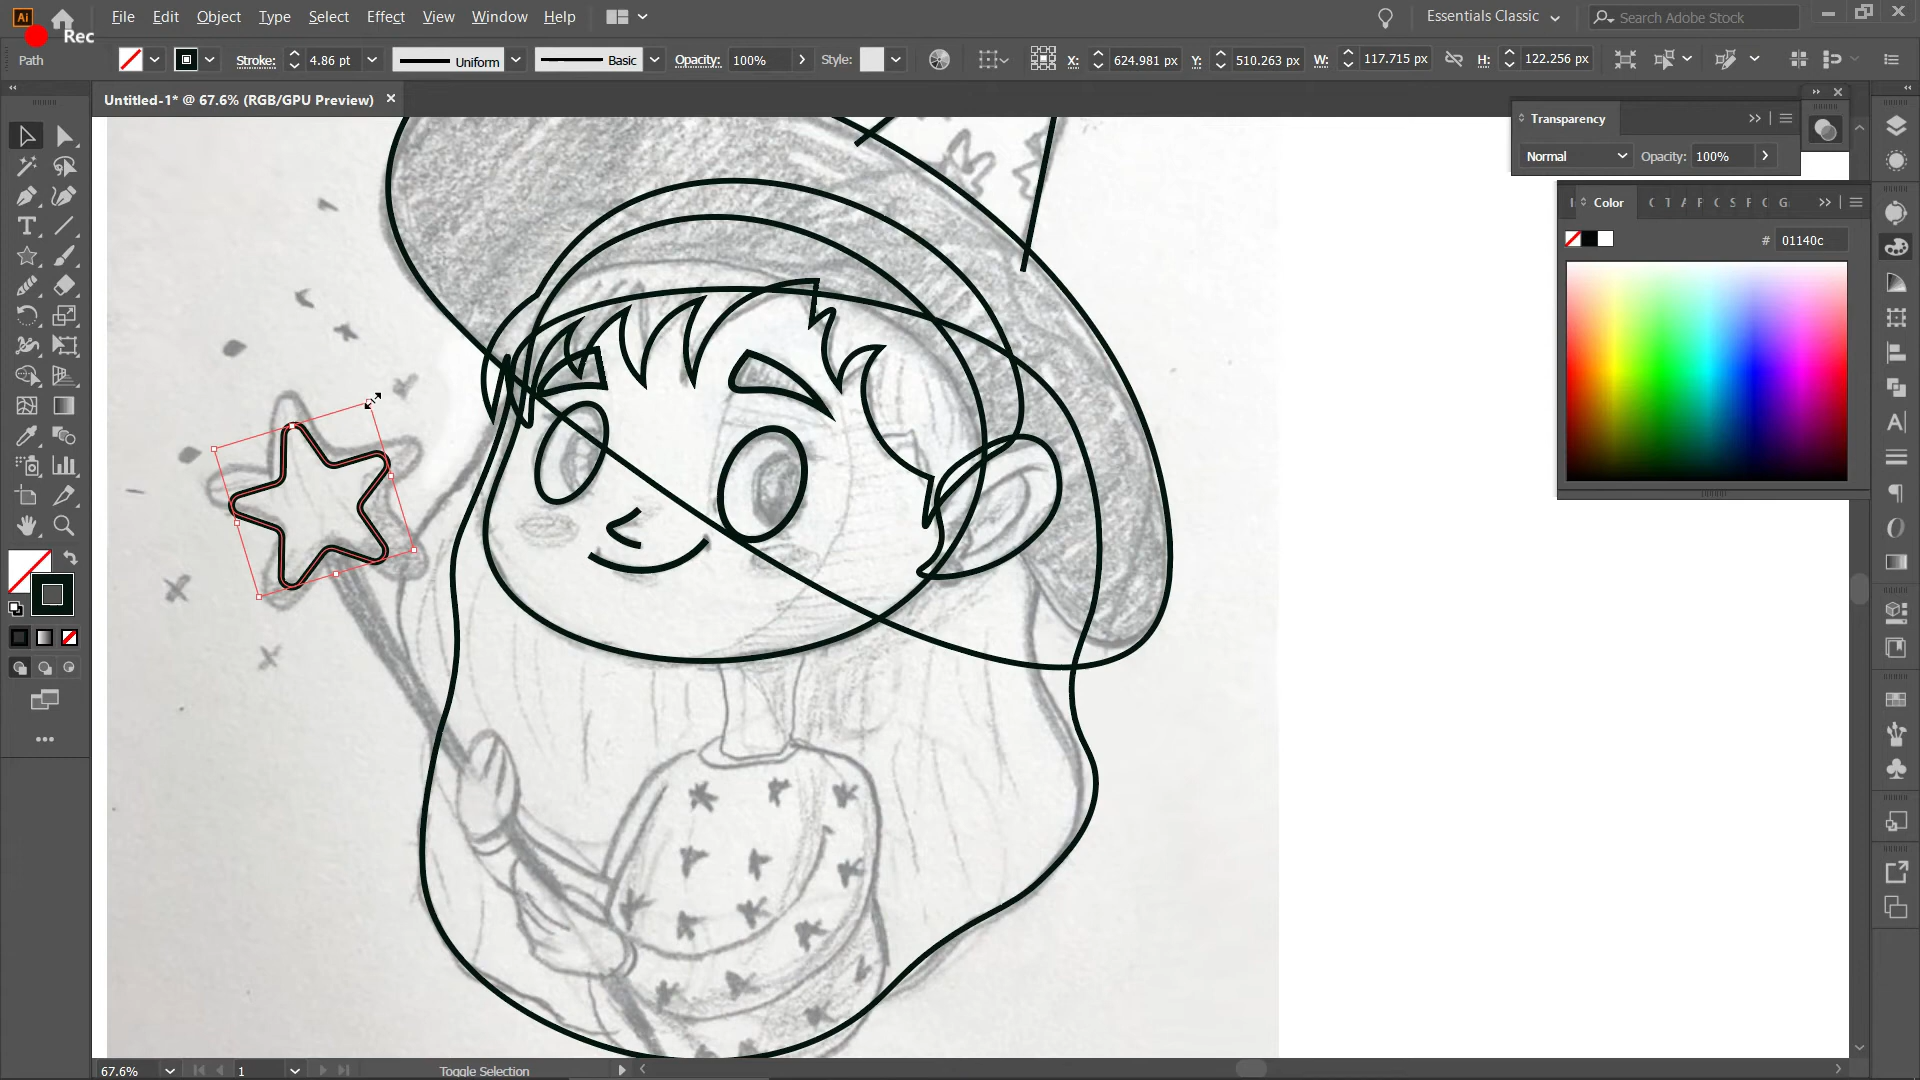 Ai
File Edit Object Type Select Effect View Window Help
Essentials Classic
Search Adobe Stock
Rec
Path
Stroke: 4.86 pt
Uniform
Basic
Opacity: 100%
Style:
X: 624.981 px
Y: 510.263 px
W: 117.715 px
H: 122.256 px
Untitled-1* @ 67.6% (RGB/GPU Preview)
Transparency
Normal
Opacity: 100%
Color
# 01140c
67.6%
1
Toggle Selection